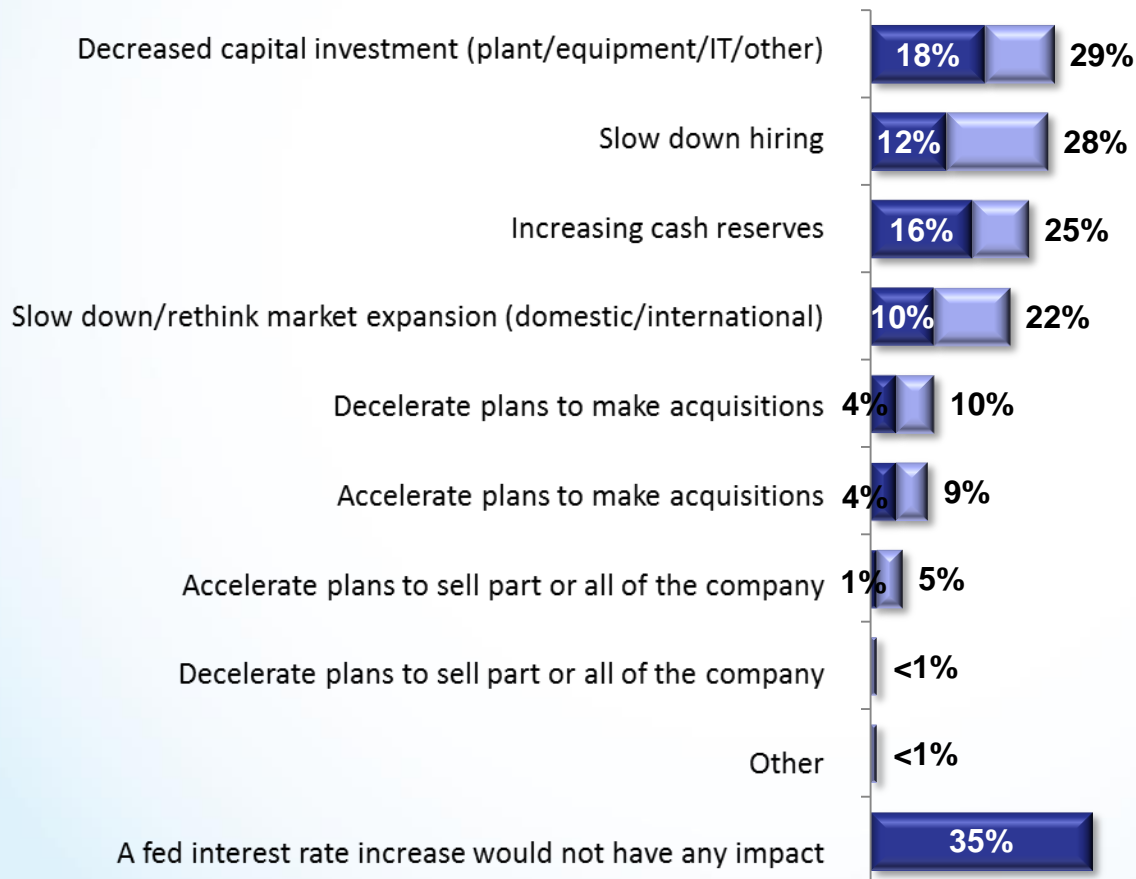 Decreased capital investment (plant/equipment/IT/other) 18% 29%
Slow down hiring 12% 28%
Increasing cash reserves 16% 25%
Slow down/rethink market expansion (domestic/international) 10% 22%
Decelerate plans to make acquisitions 4% 10%
Accelerate plans to make acquisitions 4% 9%
Accelerate plans to sell part or all of the company 1% 5%
Decelerate plans to sell part or all of the company <1%
Other <1%
A fed interest rate increase would not have any impact 35%